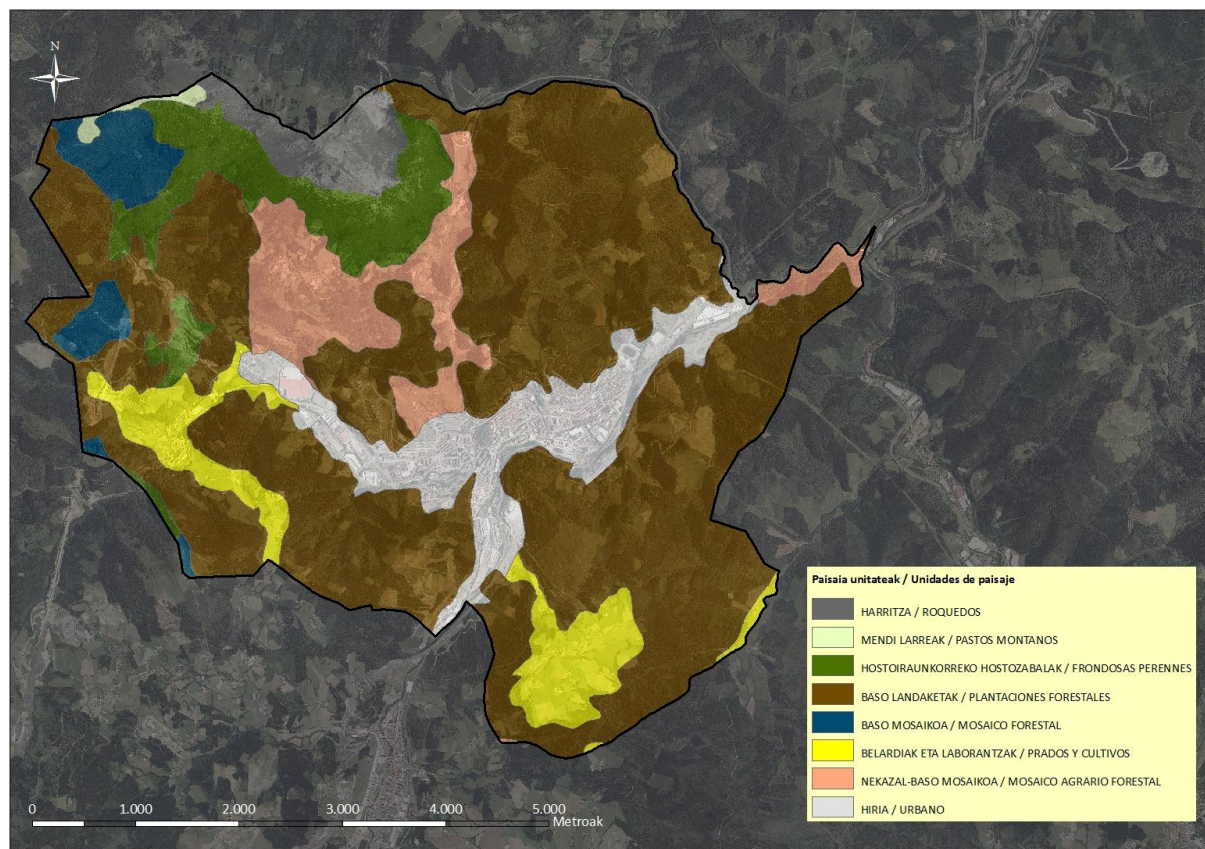 N
Paisaia unitateak / Unidades de paisaje
HARRITZA / ROQUEDOS
MENDI LARREAK / PASTOS MONTANOS
HOSTOIRAUNKORREKO HOSTOZABALAK / FRONDOSAS PERENNES
BASO LANDAKETAK / PLANTACIONES FORESTALES
BASO MOSAIKOA / MOSAICO FORESTAL
BELARDIAK ETA LABORANTZAK / PRADOS Y CULTIVOS
NEKAZAL-BASO MOSAIKOA / MOSAICO AGRARIO FORESTAL
HIRIA / URBANO
0 1.000 2.000 3.000 4.000 5.000
Metroak